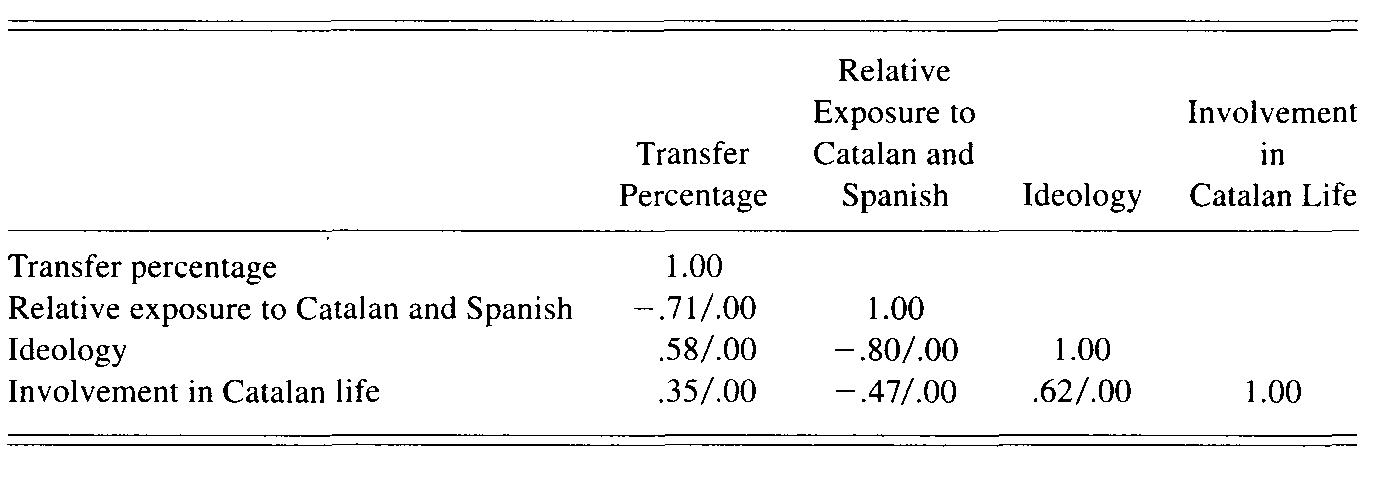 Relative
Exposure to Involvement
Transfer Catalan and in
Percentage Spanish Ideology Catalan Life
Transfer percentage 1.00
Relative exposure to Catalan and Spanish −.71/.00 1.00
Ideology .58/.00 −.80/.00 1.00
Involvement in Catalan life .35/.00 −.47/.00 .62/.00 1.00